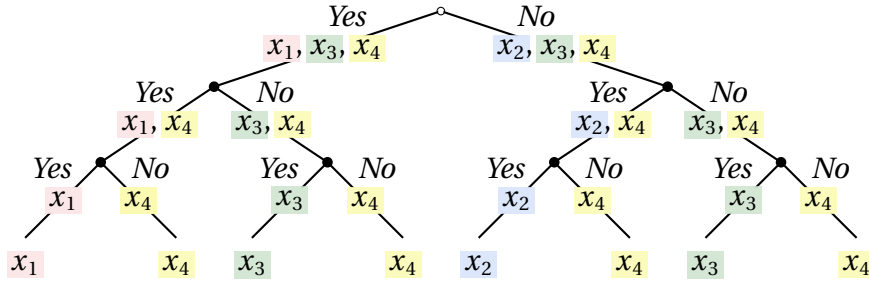 Yes No
x₁, x₃, x₄ x₂, x₃, x₄
Yes No Yes No
x₁, x₄ x₃, x₄ x₂, x₄ x₃, x₄
Yes No Yes No Yes No Yes No
x₁ x₄ x₃ x₄ x₂ x₄ x₃ x₄
x₁ x₄ x₃ x₄ x₂ x₄ x₃ x₄